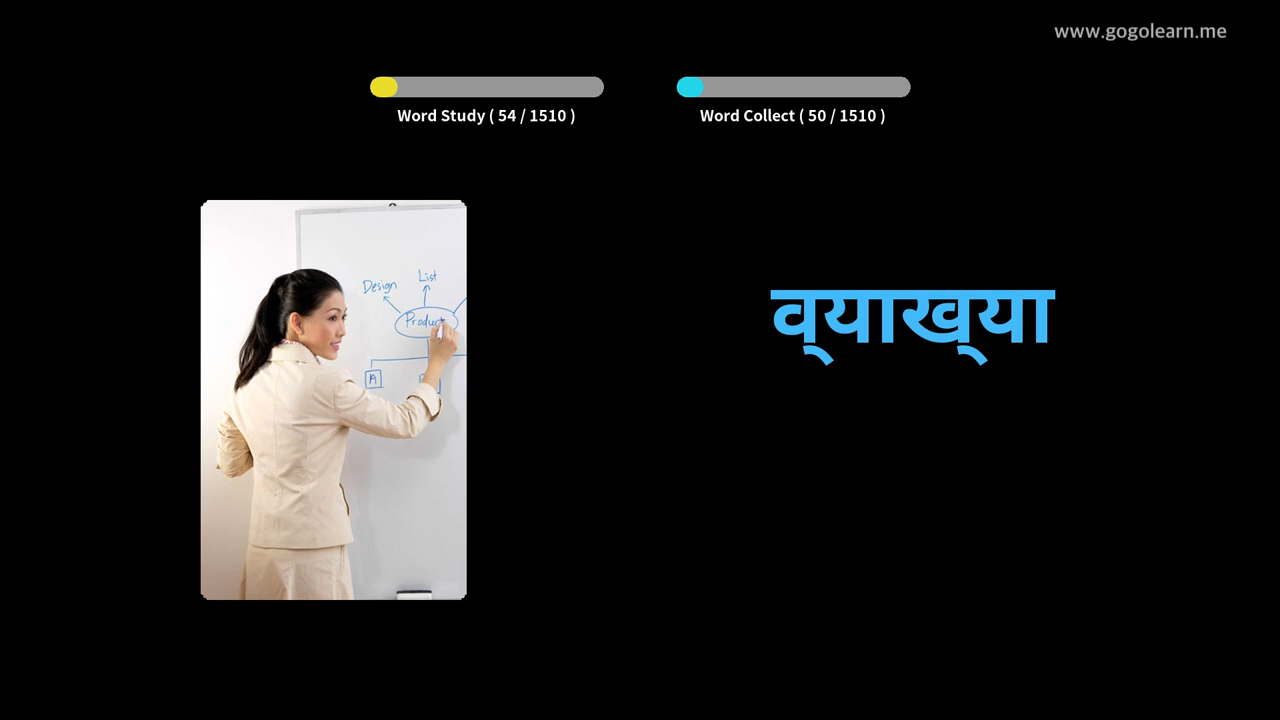 www.gogolearn.me
Word Study ( 54 / 1510 )
Word Collect ( 50 / 1510 )
List
Design
Product
A
व्याख्या